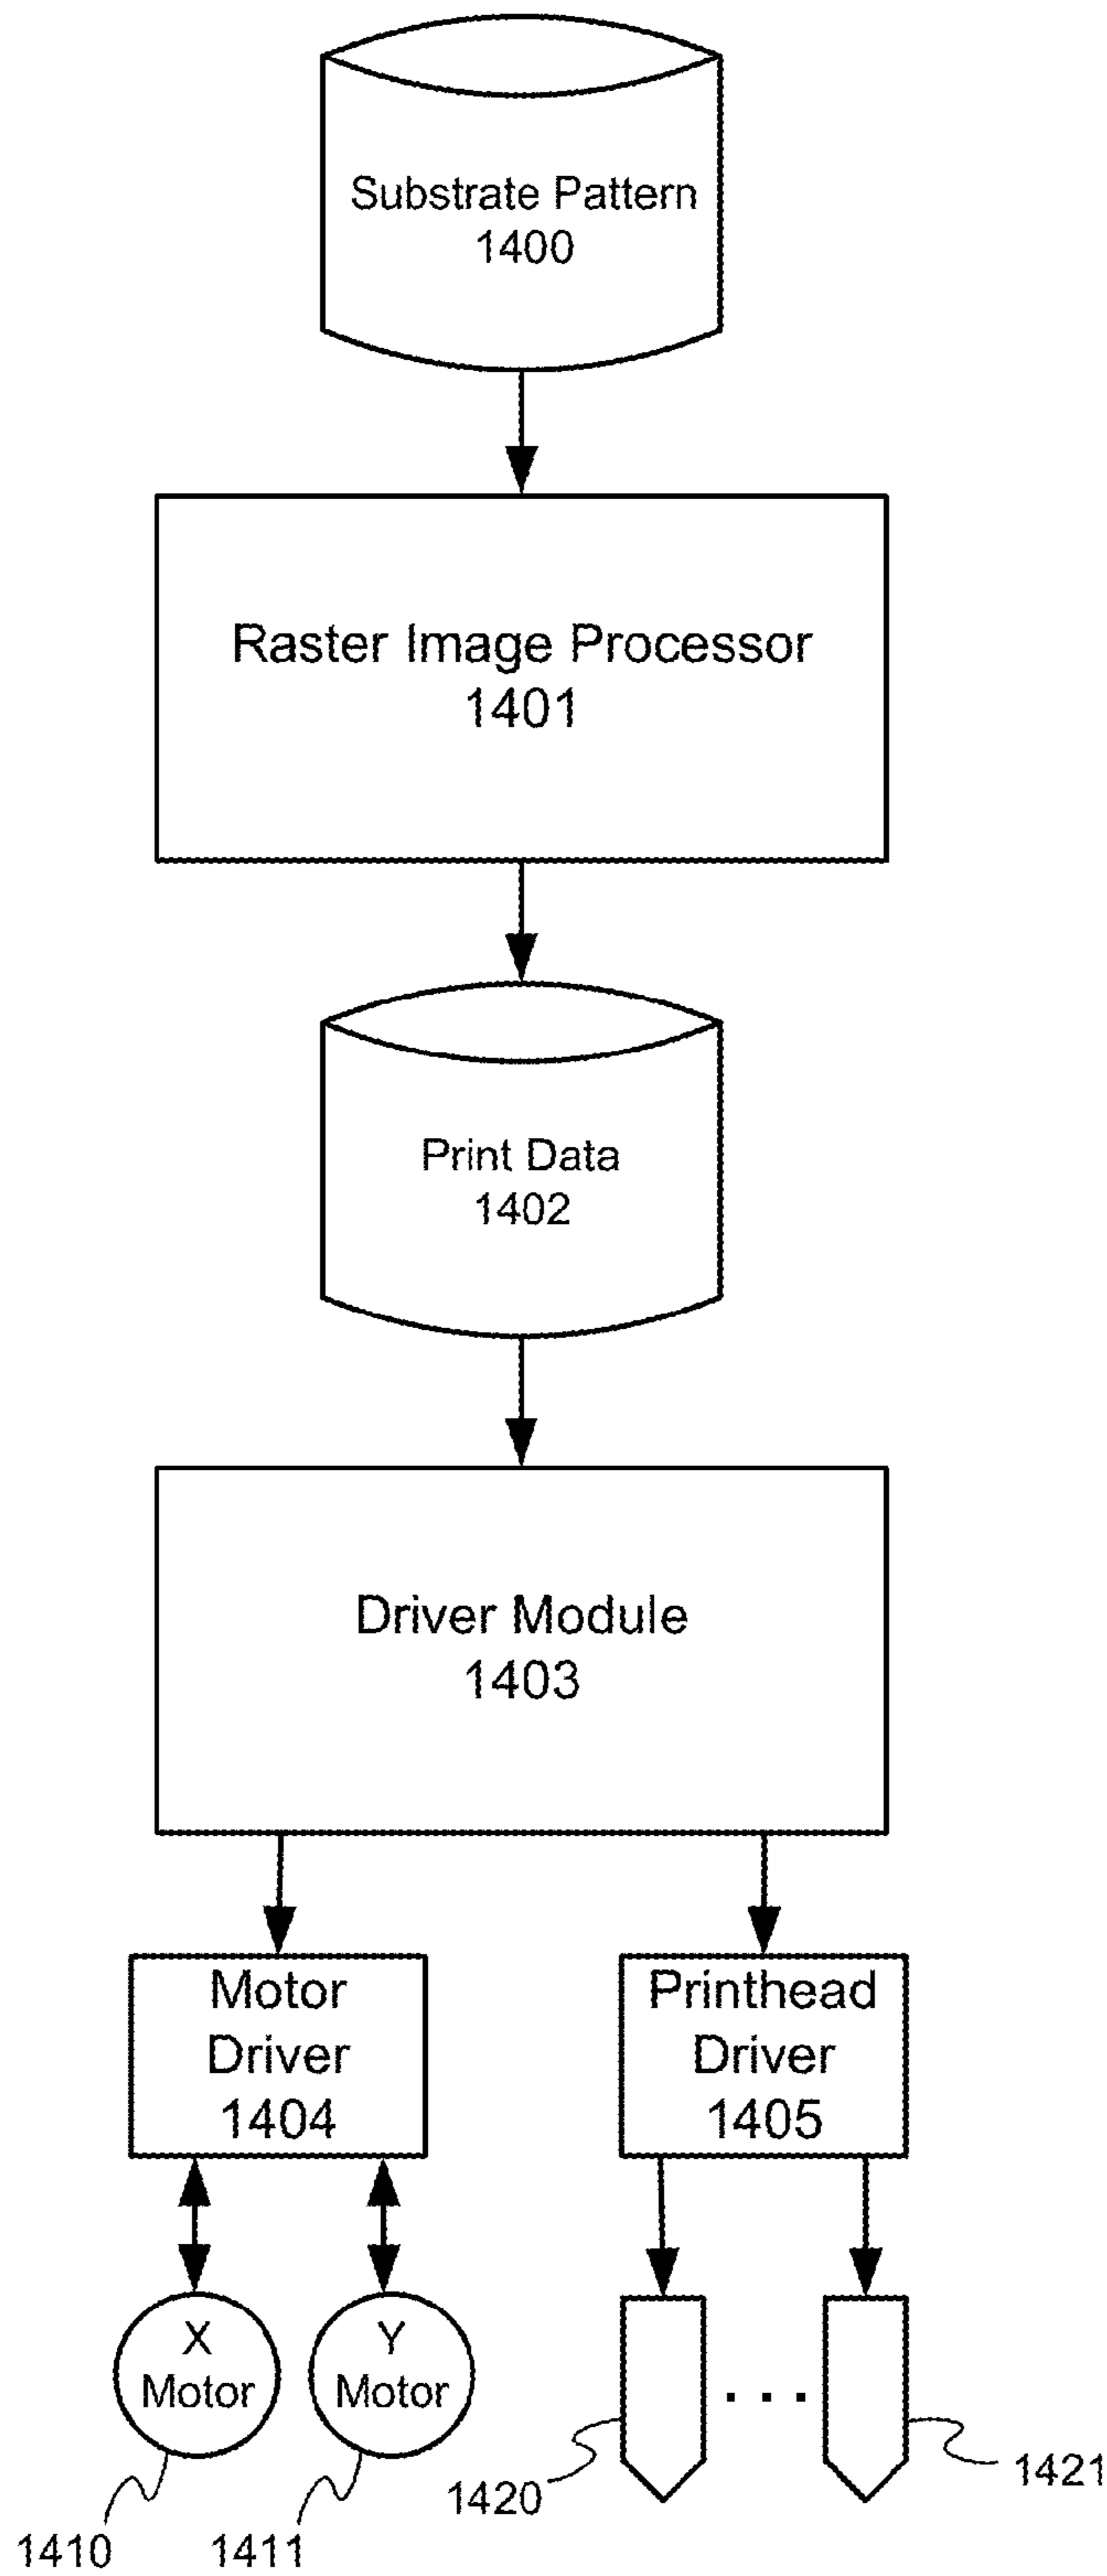 Substrate Pattern
1400
Raster Image Processor
1401
Print Data
1402
Driver Module
1403
Motor
Driver
1404
Printhead
Driver
1405
X
Motor
Y
Motor
. . .
1410
1411
1420
1421